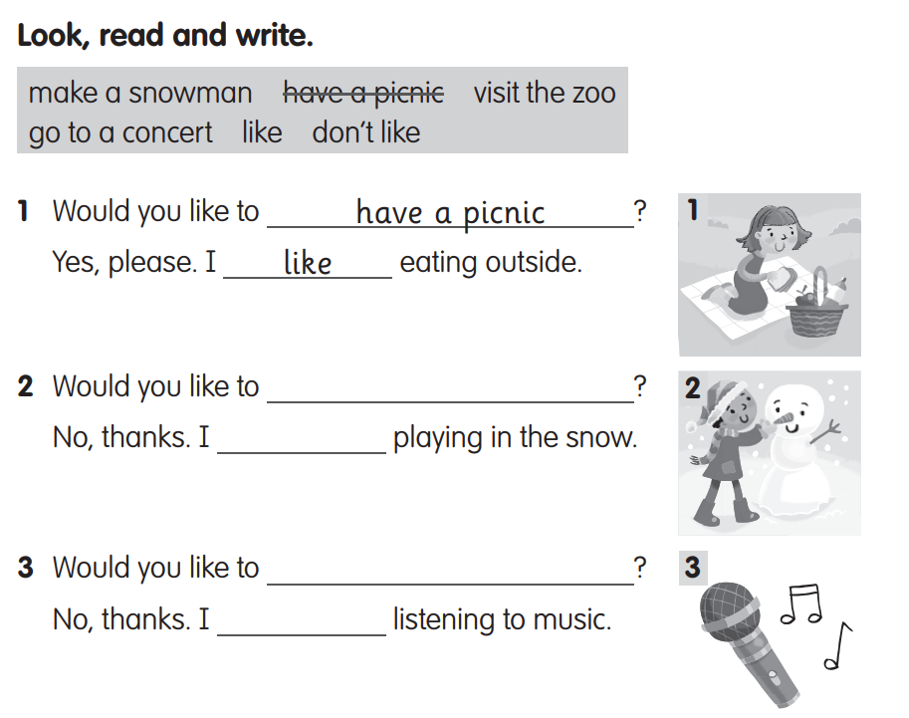 Look, read and write.
make a snowman have a picnic visit the zoo
go to a concert like don't like
1 Would you like to have a picnic ?
Yes, please. I like eating outside.
1
2 Would you like to ?
No, thanks. I playing in the snow.
2
3 Would you like to ?
No, thanks. I listening to music.
3